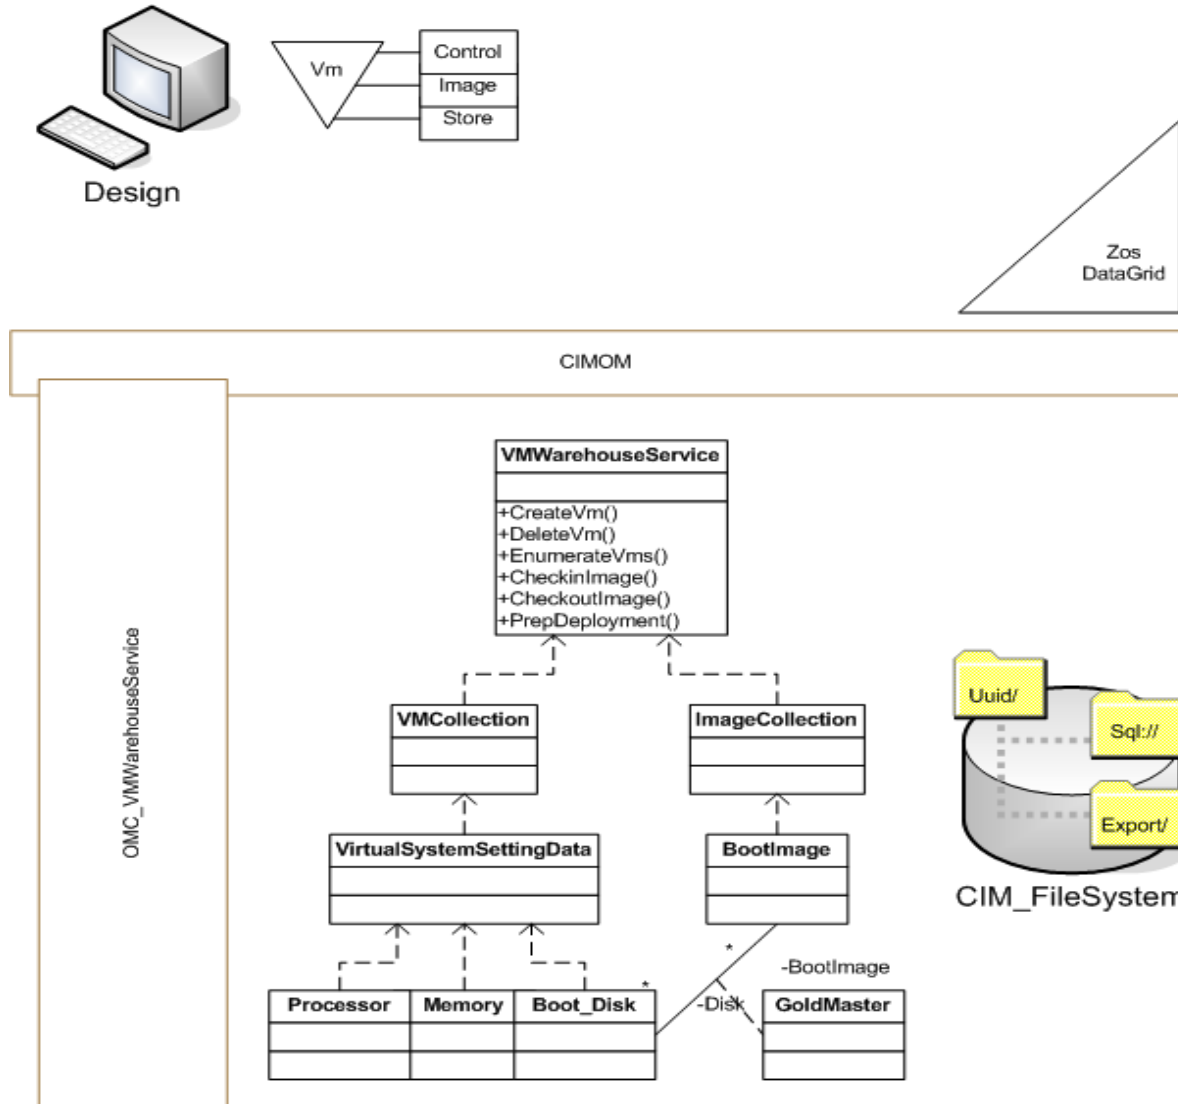 Vm
Control
Image
Store
Design
Zos
DataGrid
CIMOM
OMC_VMWarehouseService
VMWarehouseService
+CreateVm()
+DeleteVm()
+EnumerateVms()
+CheckinImage()
+CheckoutImage()
+PrepDeployment()
VMCollection
ImageCollection
Uuid/
Sql://
Export/
CIM_FileSystem
VirtualSystemSettingData
BootImage
*
-BootImage
*
-Disk
Processor
Memory
Boot_Disk
GoldMaster